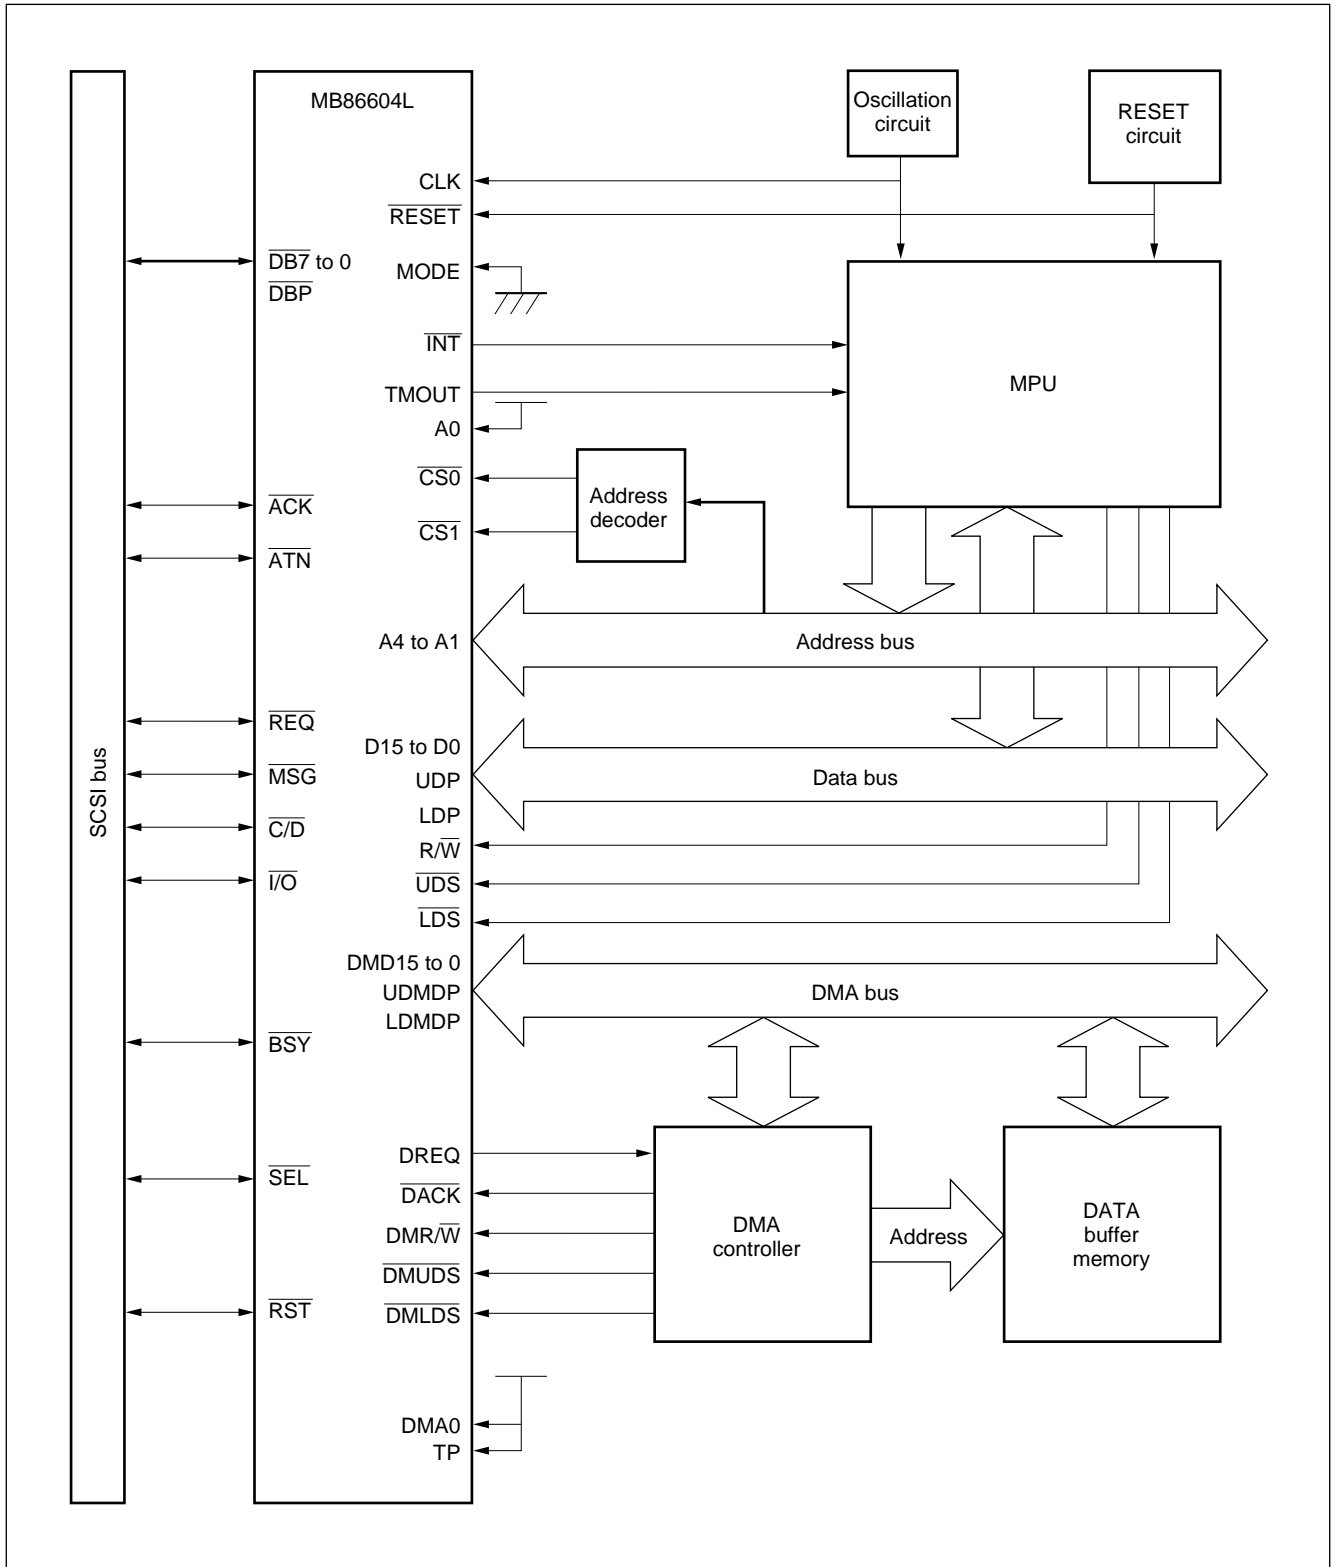 MB86604L
Oscillation
circuit
RESET
circuit
CLK
RESET
DB7 to 0
DBP
MODE
INT
TMOUT
A0
MPU
CS0
CS1
Address
decoder
ACK
ATN
A4 to A1
Address bus
SCSI bus
REQ
MSG
C/D
I/O
D15 to D0
UDP
LDP
Data bus
R/W
UDS
LDS
DMD15 to 0
UDMDP
LDMDP
DMA bus
BSY
SEL
RST
DREQ
DACK
DMR/W
DMUDS
DMLDS
DMA
controller
Address
DATA
buffer
memory
DMA0
TP